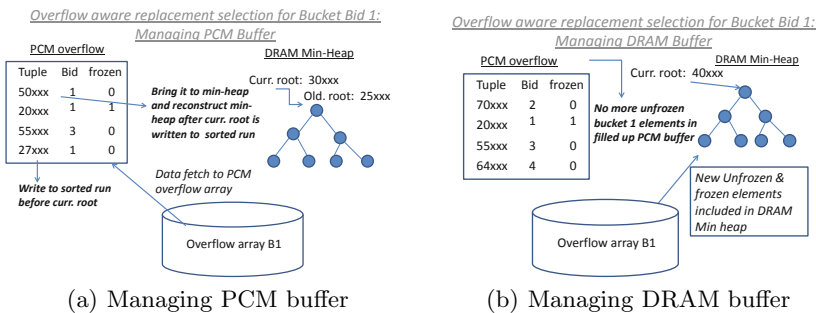 Overflow aware replacement selection for Bucket Bid 1:
Managing PCM Buffer
PCM overflow
DRAM Min-Heap
Tuple Bid frozen
50xxx 1 0
20xxx 1 1
55xxx 3 0
27xxx 1 0
Bring it to min-heap
and reconstruct min-
heap after curr. root is
written to sorted run
Curr. root: 30xxx
Old. root: 25xxx
Write to sorted run
before curr. root
Data fetch to PCM
overflow array
Overflow array B1
(a) Managing PCM buffer
Overflow aware replacement selection for Bucket Bid 1:
Managing DRAM Buffer
PCM overflow
DRAM Min-Heap
Curr. root: 40xxx
Tuple Bid frozen
70xxx 2 0
20xxx 1 1
55xxx 3 0
64xxx 4 0
No more unfrozen
bucket 1 elements in
filled up PCM buffer
New Unfrozen &
frozen elements
included in DRAM
Min heap
Overflow array B1
(b) Managing DRAM buffer